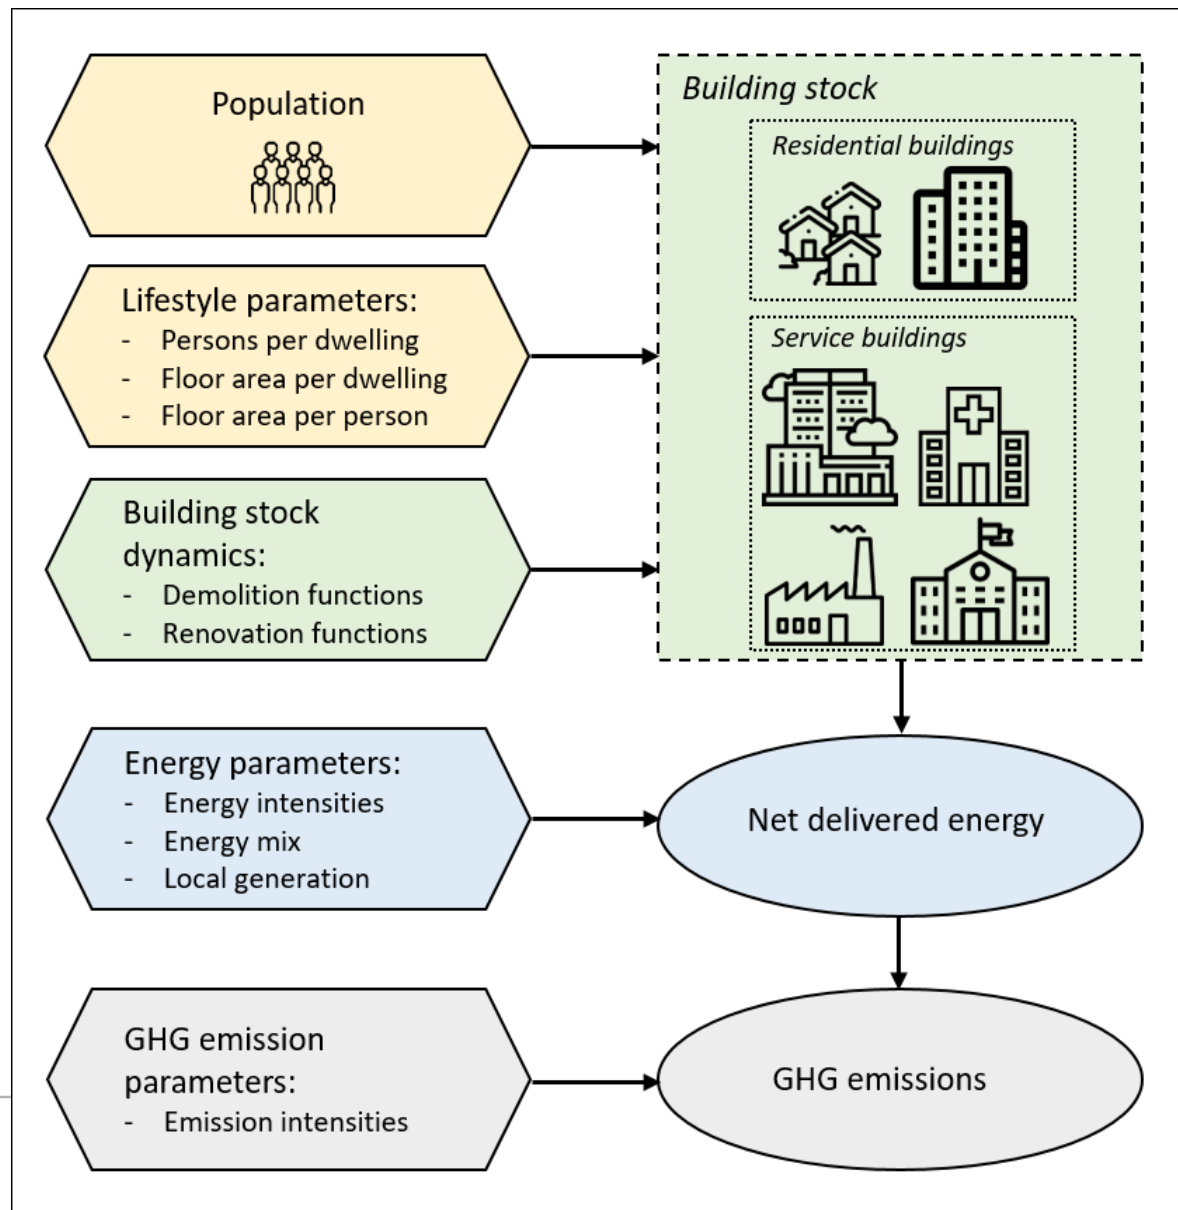 Population
Lifestyle parameters:
- Persons per dwelling
- Floor area per dwelling
- Floor area per person
Building stock
dynamics:
- Demolition functions
- Renovation functions
Energy parameters:
- Energy intensities
- Energy mix
- Local generation
GHG emission
parameters:
- Emission intensities
Building stock
Residential buildings
Service buildings
Net delivered energy
GHG emissions